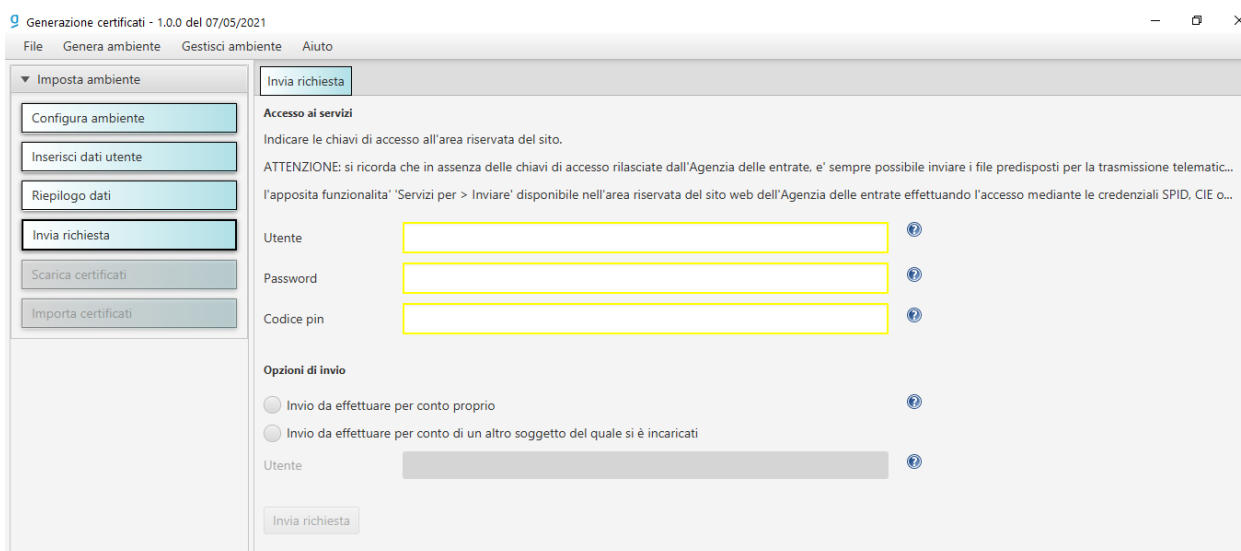 g Generazione certificati - 1.0.0 del 07/05/2021
File Genera ambiente Gestisci ambiente Aiuto
Imposta ambiente
Configura ambiente
Inserisci dati utente
Riepilogo dati
Invia richiesta
Scarica certificati
Importa certificati
Invia richiesta
Accesso ai servizi
Indicare le chiavi di accesso all'area riservata del sito.
ATTENZIONE: si ricorda che in assenza delle chiavi di accesso rilasciate dall'Agenzia delle entrate, e' sempre possibile inviare i file predisposti per la trasmissione telematic...
l'apposita funzionalita' 'Servizi per > Inviare' disponibile nell'area riservata del sito web dell'Agenzia delle entrate effettuando l'accesso mediante le credenziali SPID, CIE o...
Utente ?
Password ?
Codice pin ?
Opzioni di invio
Invio da effettuare per conto proprio ?
Invio da effettuare per conto di un altro soggetto del quale si è incaricati
Utente ?
Invia richiesta